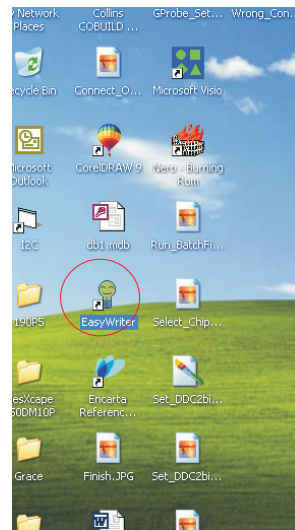 Network Collins GProbe_Set... Wrong_Con.
Places COBUILD ...
ecycle Bin Connect_O... Microsoft Visio
icrosoft CorelDRAW 9 Nero - Burning
Outlook Rom
I2C db1.mdb Run_BatchFi...
190P5 EasyWriter Select_Chip...
esXcape Encarta Set_DDC2bi...
50DM10P Referenc...
Grace Finish.JPG Set_DDC2bi...